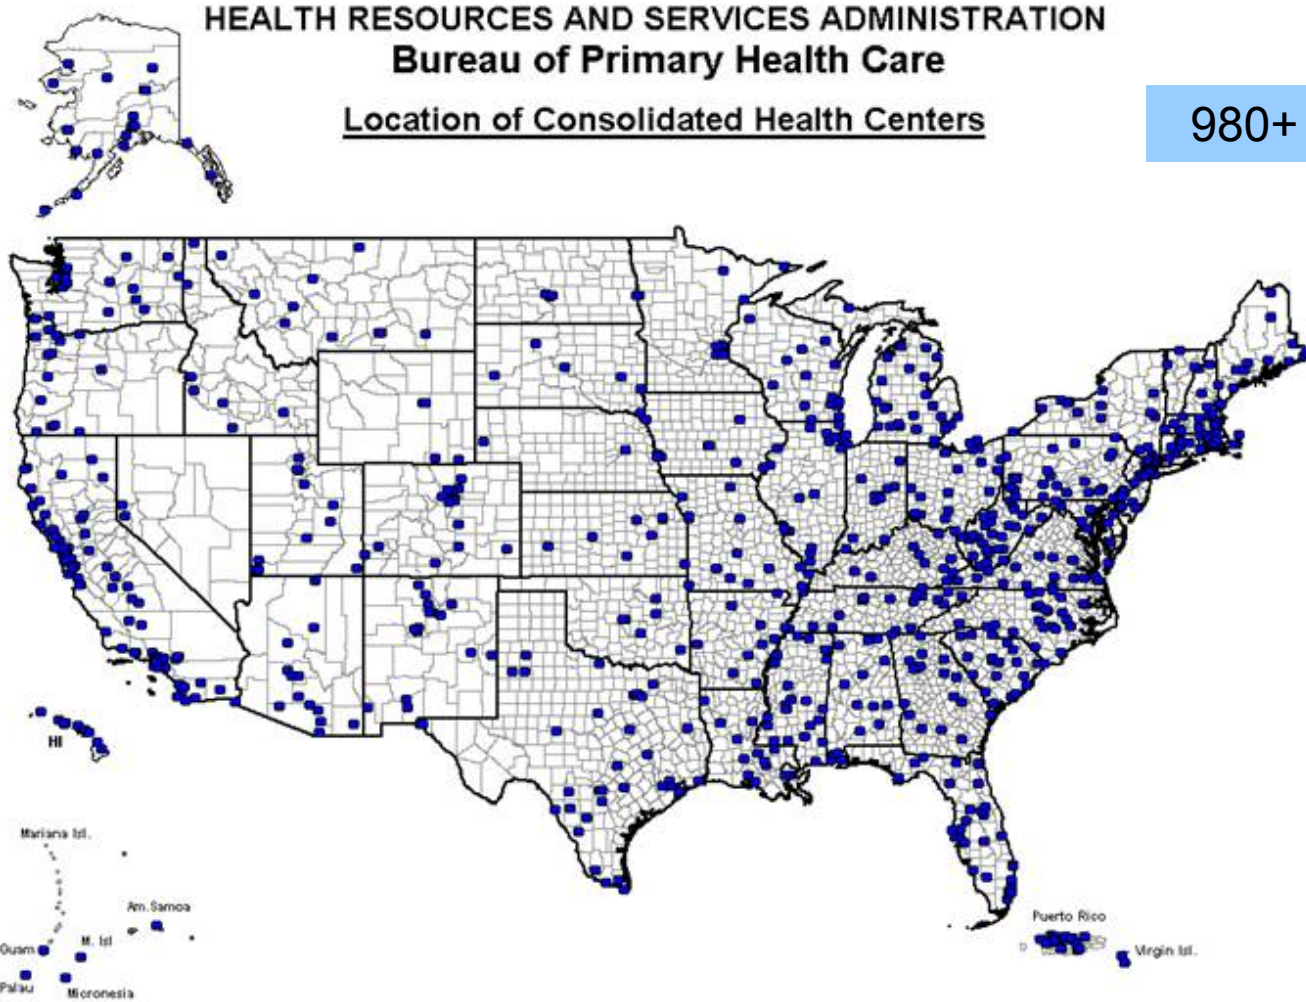 HEALTH RESOURCES AND SERVICES ADMINISTRATION
Bureau of Primary Health Care
Location of Consolidated Health Centers
980+
HI
Mariana Isl.
Am.Samoa
Guam
M. Isl
Palau
Micronesia
Puerto Rico
Virgin Isl.